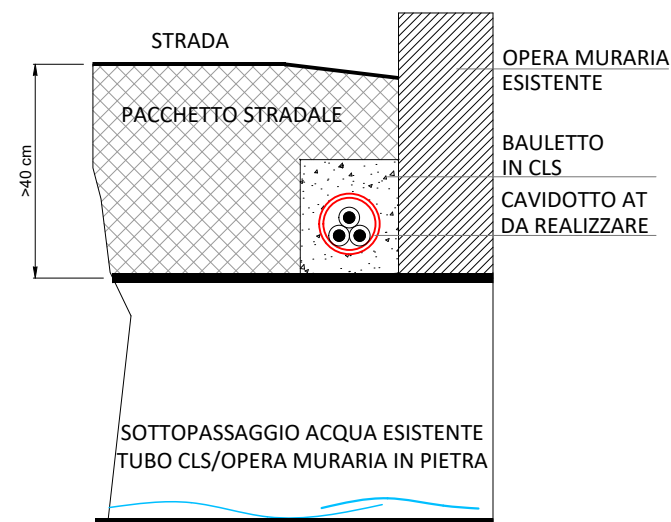 STRADA
OPERA MURARIA
ESISTENTE
PACCHETTO STRADALE
BAULETTO
IN CLS
>40 cm
CAVIDOTTO AT
DA REALIZZARE
SOTTOPASSAGGIO ACQUA ESISTENTE
TUBO CLS/OPERA MURARIA IN PIETRA